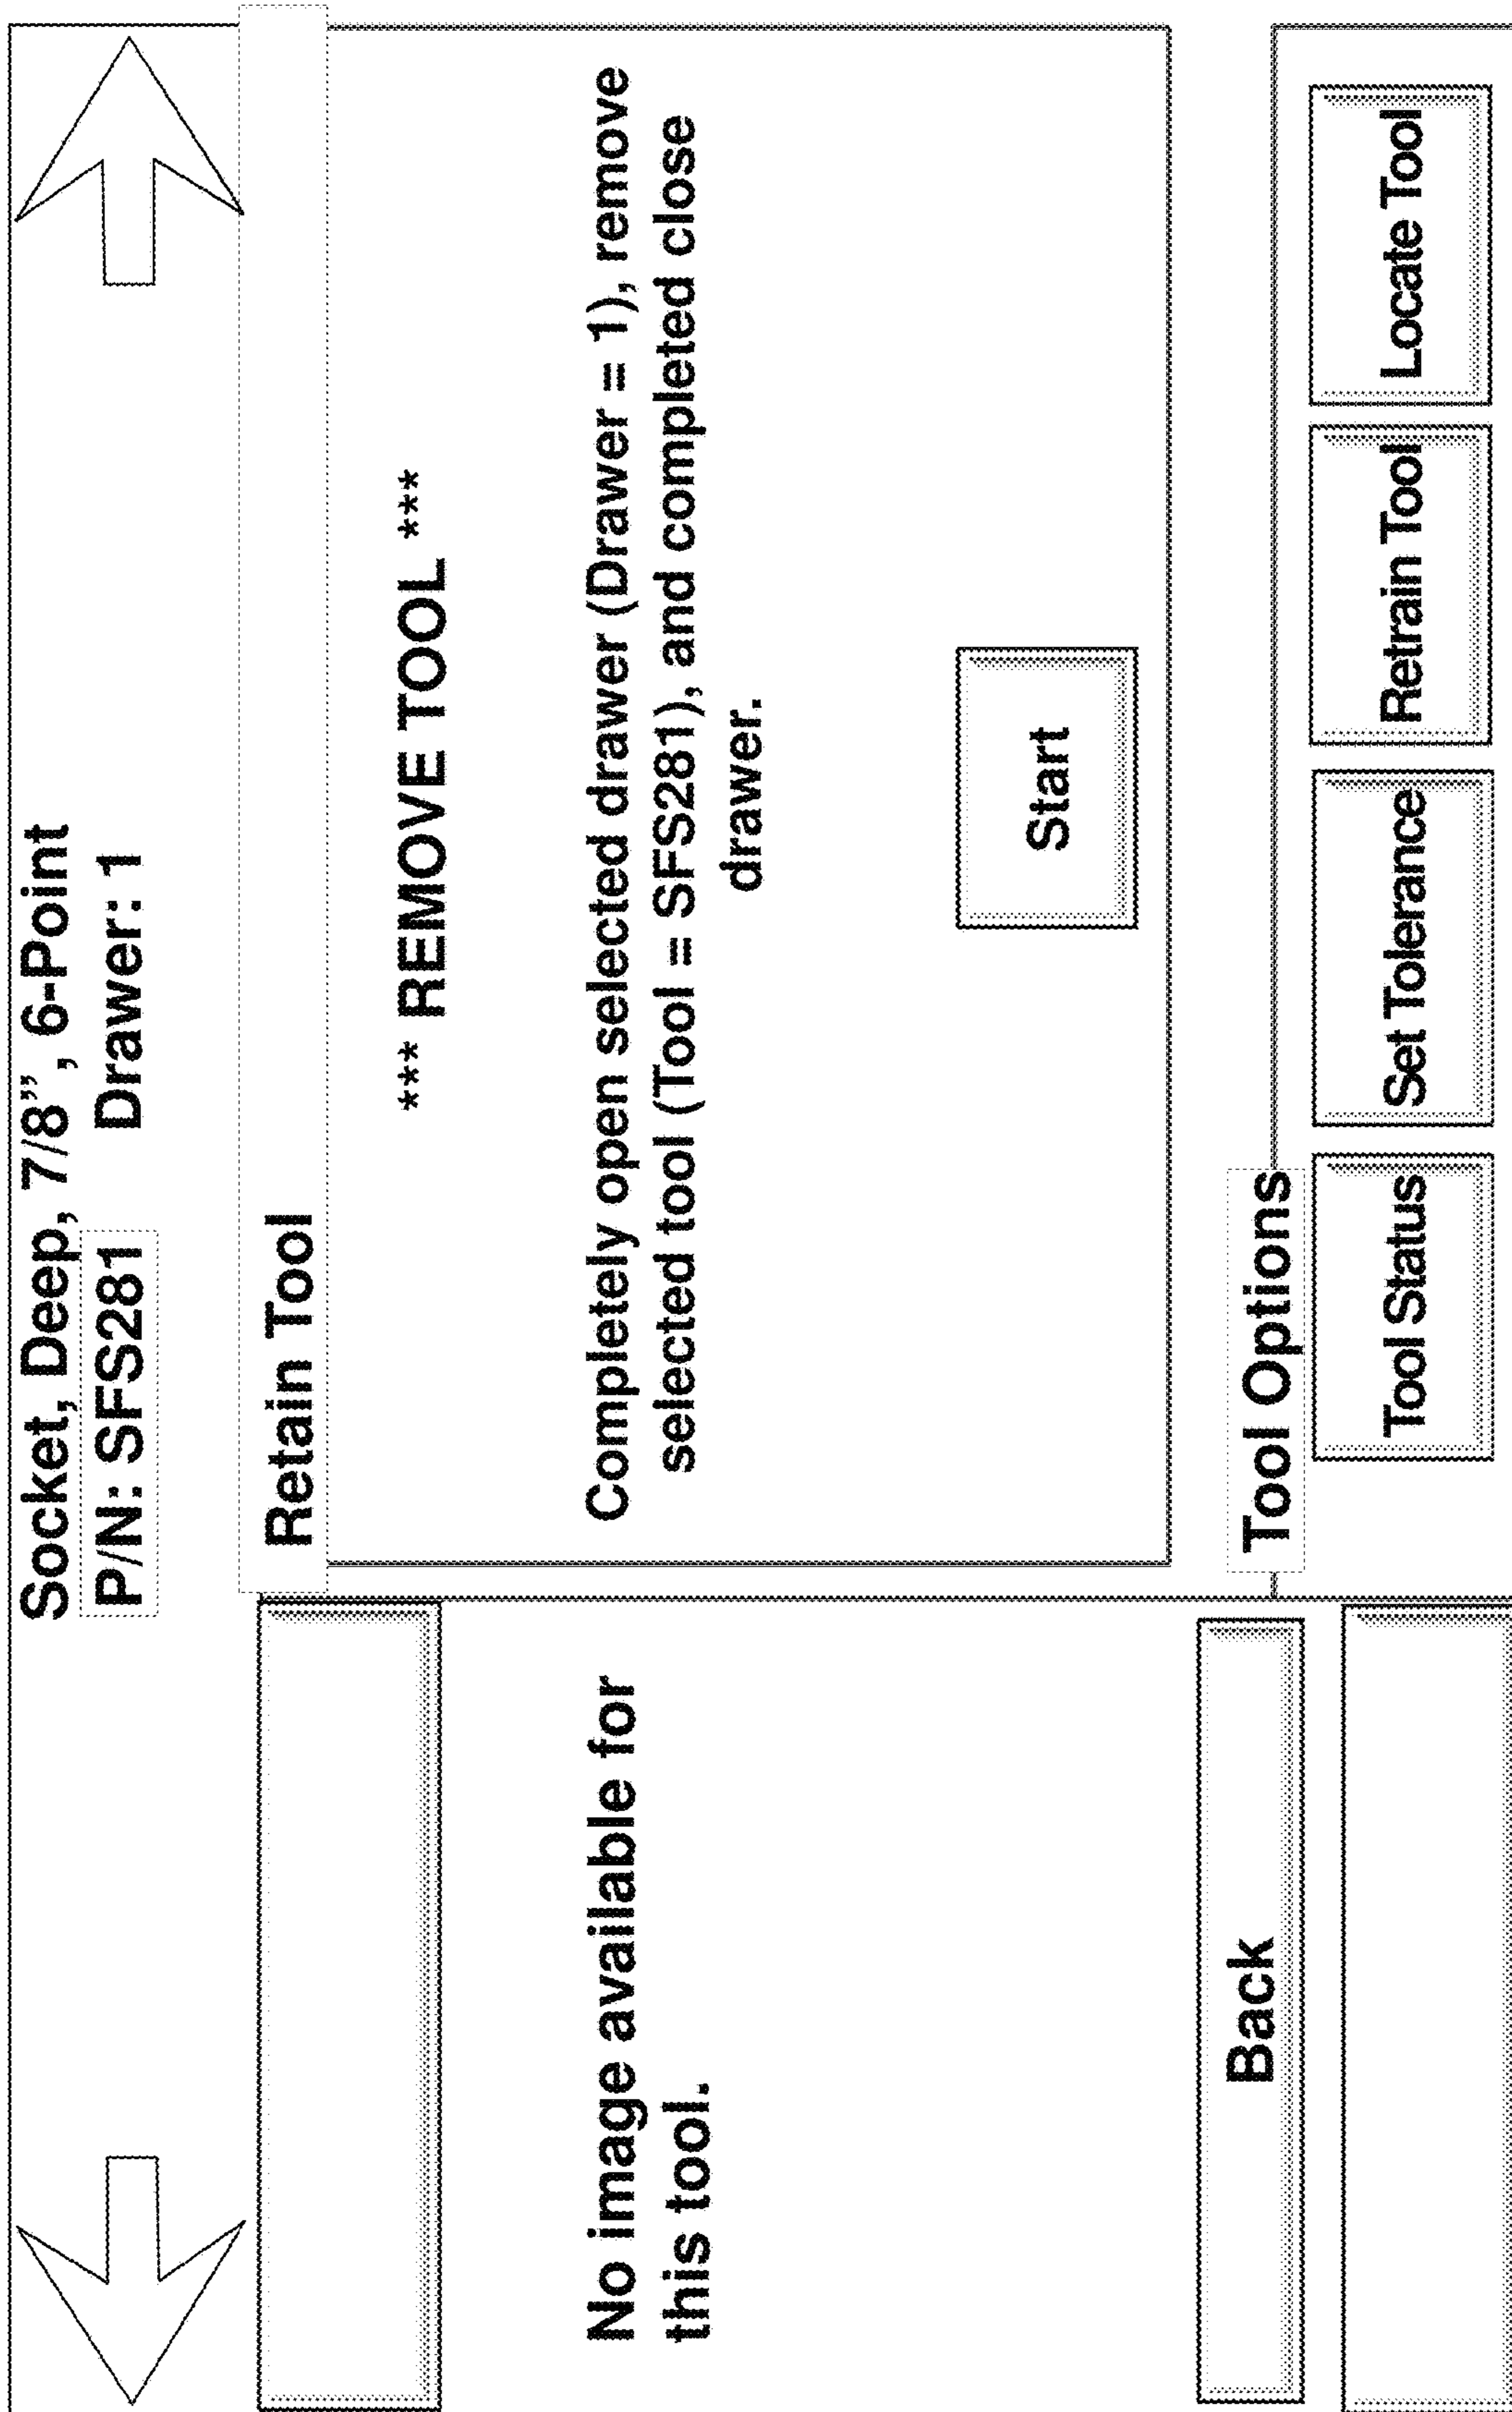 Socket, Deep, 7/8”, 6-Point
P/N: SFS281 Drawer: 1
Retain Tool
*** REMOVE TOOL ***
Completely open selected drawer (Drawer = 1), remove
selected tool (Tool = SFS281), and completed close
drawer.
Start
No image available for
this tool.
Back
Tool Options
Tool Status Set Tolerance Retrain Tool Locate Tool